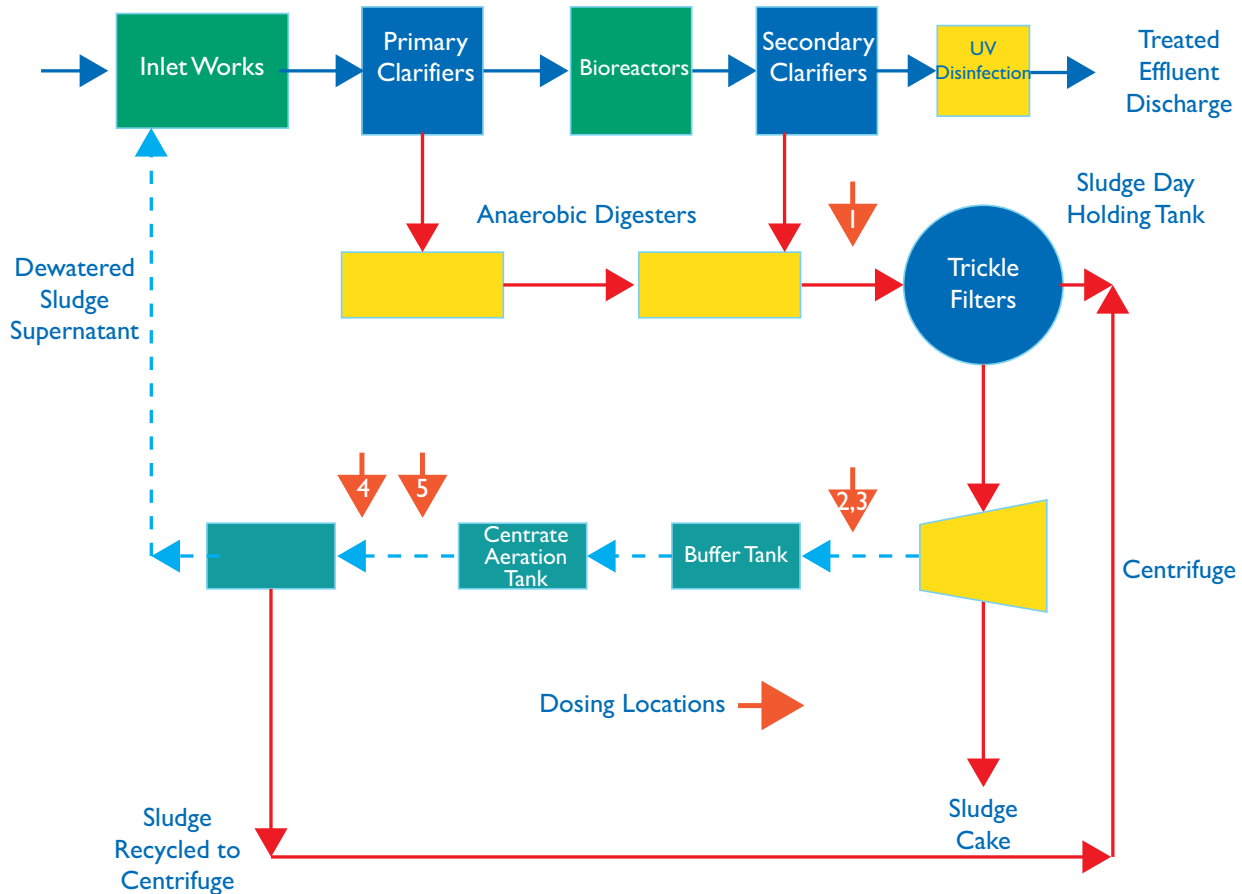 Inlet Works
Primary
Clarifiers
Bioreactors
Secondary
Clarifiers
UV
Disinfection
Treated
Effluent
Discharge
Anaerobic Digesters
1
Sludge Day
Holding Tank
Trickle
Filters
Dewatered
Sludge
Supernatant
4
5
2,3
Centrate
Aeration
Tank
Buffer Tank
Centrifuge
Dosing Locations
Sludge
Recycled to
Centrifuge
Sludge
Cake